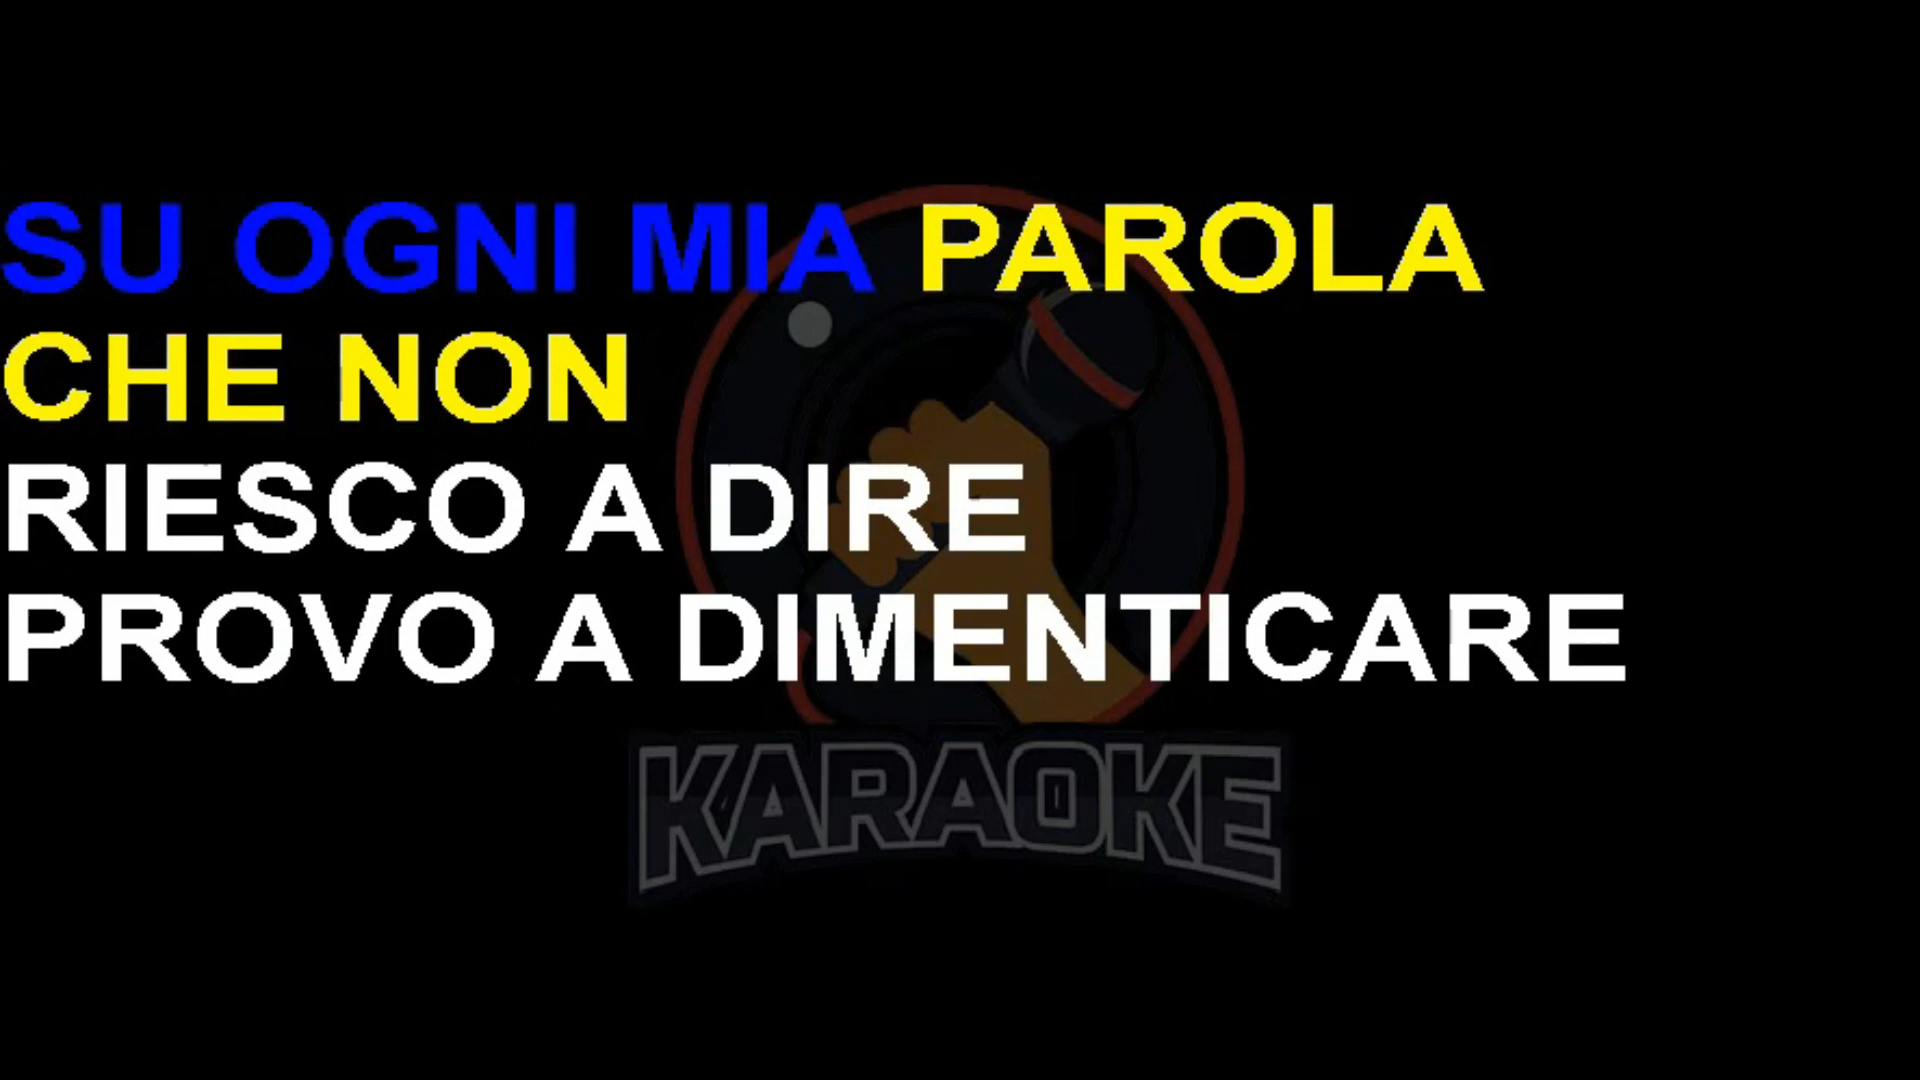 SU OGNI MIA PAROLA
CHE NON
RIESCO A DIRE
PROVO A DIMENTICARE
KARAOKE